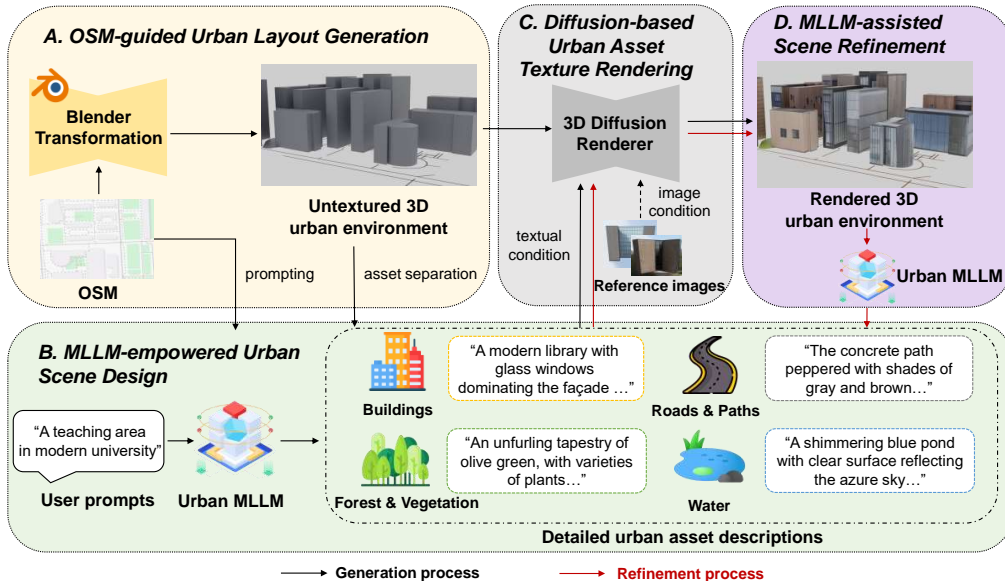 A. OSM-guided Urban Layout Generation
Blender
Transformation
OSM
Untextured 3D
urban environment
prompting
asset separation
C. Diffusion-based
Urban Asset
Texture Rendering
3D Diffusion
Renderer
textual
condition
image
condition
Reference images
D. MLLM-assisted
Scene Refinement
Rendered 3D
urban environment
Urban MLLM
B. MLLM-empowered Urban
Scene Design
“A teaching area
in modern university”
User prompts
Urban MLLM
Buildings
“A modern library with
glass windows
dominating the façade …”
Roads & Paths
“The concrete path
peppered with shades of
gray and brown…”
Forest & Vegetation
“An unfurling tapestry of
olive green, with varieties
of plants…”
Water
“A shimmering blue pond
with clear surface reflecting
the azure sky…”
Detailed urban asset descriptions
Generation process
Refinement process